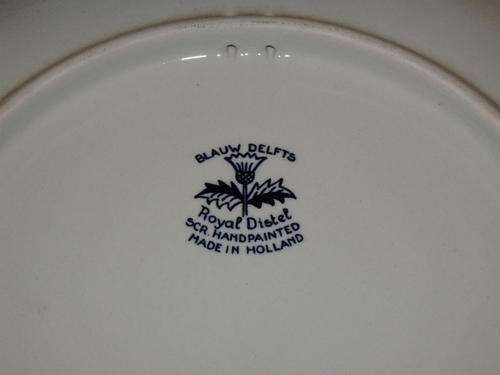 BLAUW DELFTS
Royal Distel
SCR. HANDPAINTED
MADE IN HOLLAND